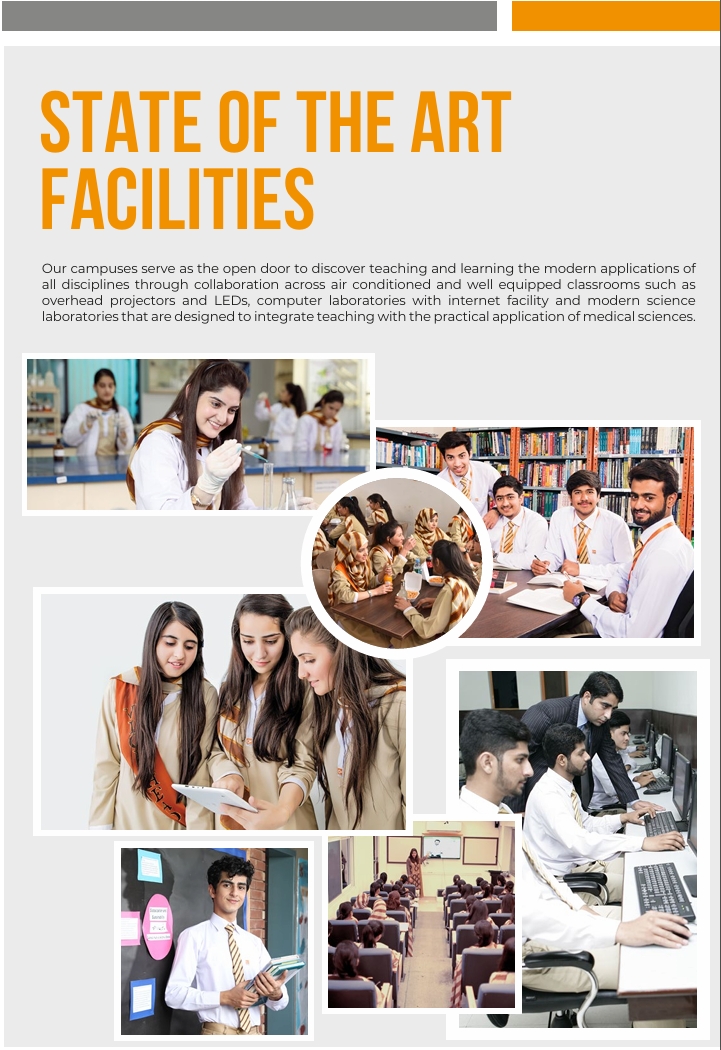 STATE OF THE ART
FACILITIES
Our campuses serve as the open door to discover teaching and learning the modern applications of
all disciplines through collaboration across air conditioned and well equipped classrooms such as
overhead projectors and LEDs, computer laboratories with internet facility and modern science
laboratories that are designed to integrate teaching with the practical application of medical sciences.